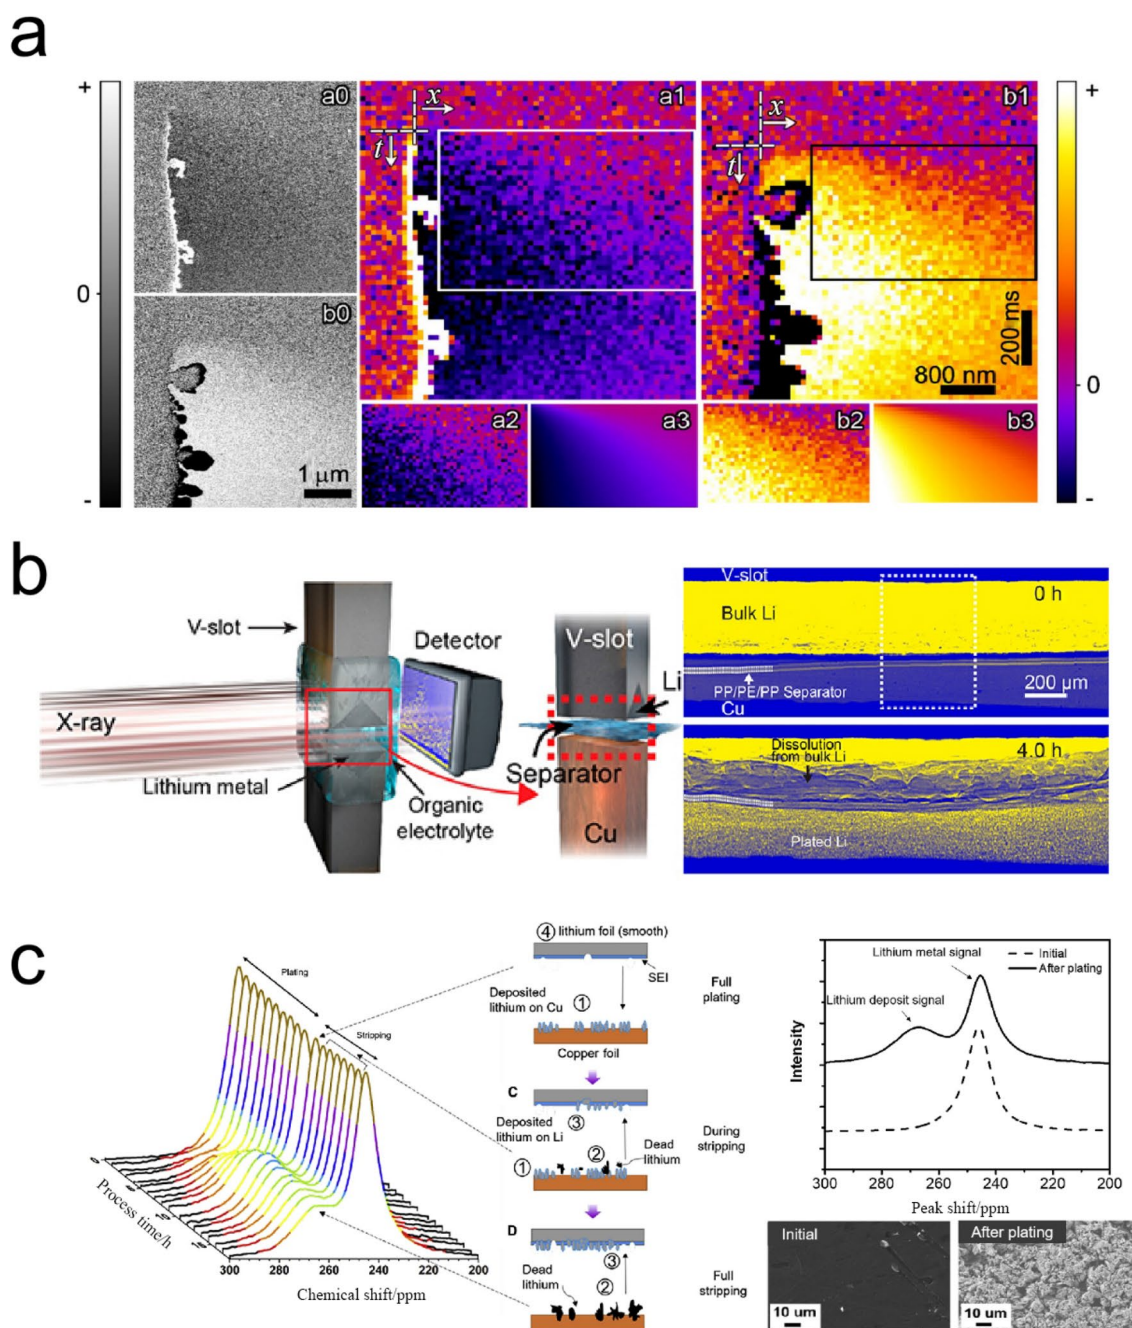 a
+
0
-
a0
b0
1 μm
x
t
a1
a2
a3
x
t
b1
200 ms
800 nm
b2
b3
+
0
-
b
V-slot
Detector
X-ray
Lithium metal
Organic
electrolyte
V-slot
Li
Separator
Cu
V-slot
0 h
Bulk Li
PP/PE/PP Separator
200 μm
Cu
Dissolution
from bulk Li
4.0 h
Plated Li
c
Plating
Stripping
Process time/h
0
300 280 260 240 220 200
Chemical shift/ppm
④ lithium foil (smooth)
SEI
Deposited
lithium on Cu
①
Copper foil
Full
plating
C
Deposited
lithium on Li
③
①
②
Dead
lithium
During
stripping
D
③
Dead
lithium
②
Full
stripping
Lithium metal signal
Initial
After plating
Lithium deposit signal
Intensity
300 280 260 240 220 200
Peak shift/ppm
Initial
10 um
After plating
10 um